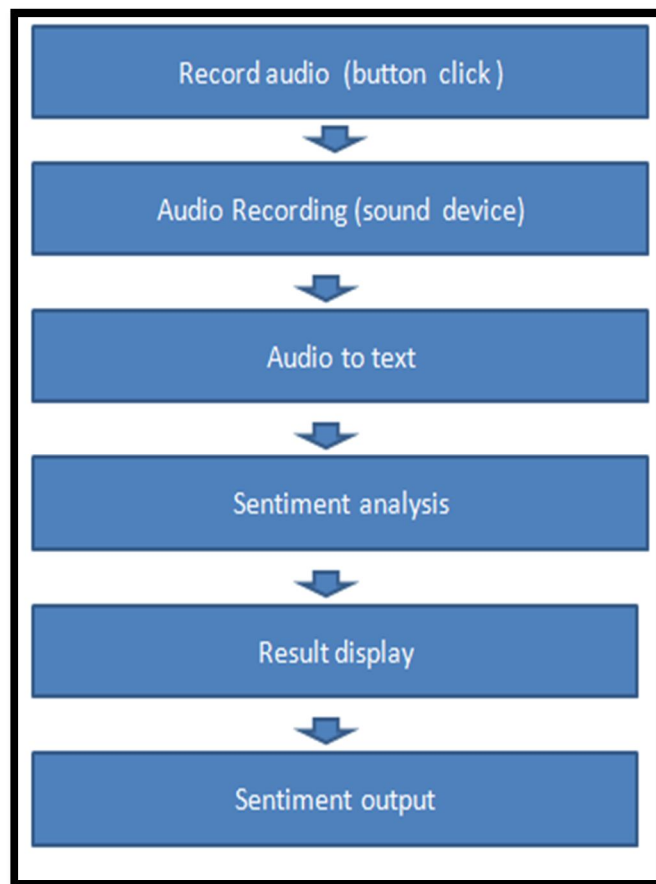 Record audio (button click )
Audio Recording (sound device)
Audio to text
Sentiment analysis
Result display
Sentiment output